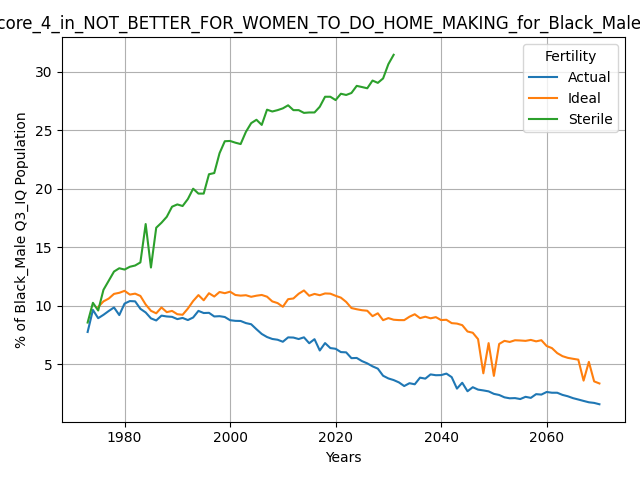 core_4_in_NOT_BETTER_FOR_WOMEN_TO_DO_HOME_MAKING_for_Black_Male
Fertility
Actual
Ideal
Sterile
% of Black_Male Q3_IQ Population
30
25
20
15
10
5
1980 2000 2020 2040 2060
Years